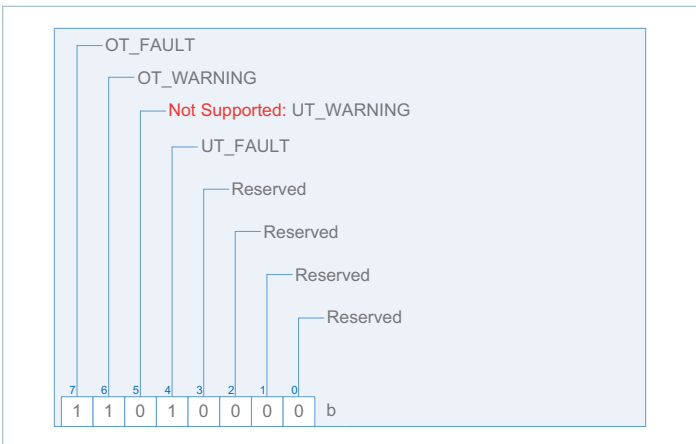 OT_FAULT
OT_WARNING
Not Supported: UT_WARNING
UT_FAULT
Reserved
Reserved
Reserved
Reserved
7 6 5 4 3 2 1 0
1 1 0 1 0 0 0 0 b